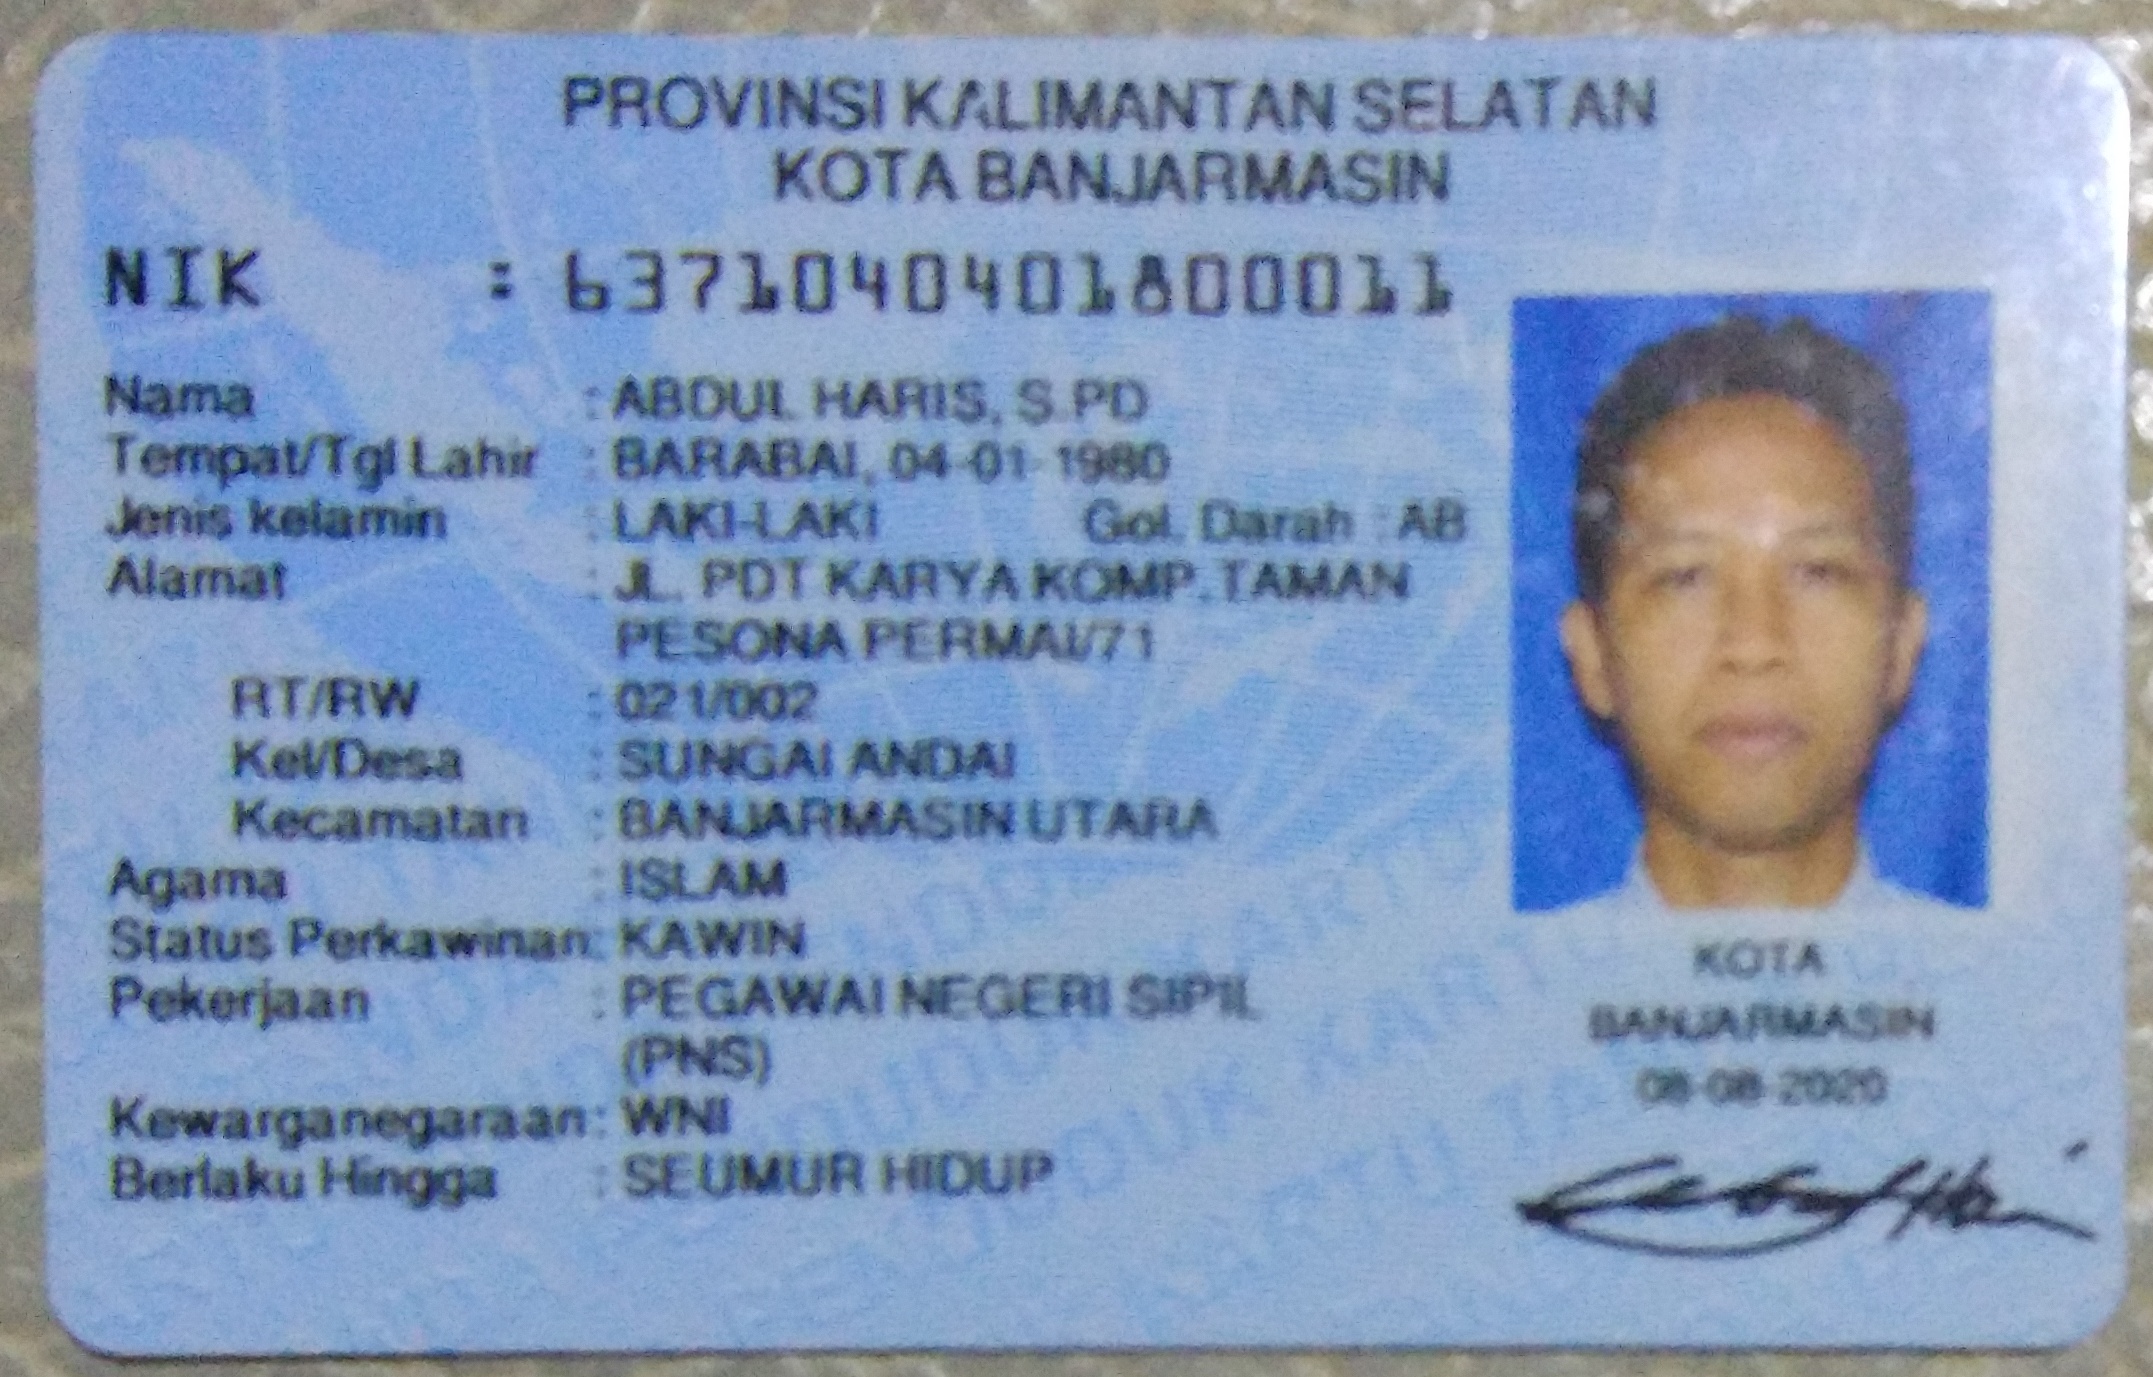 PROVINSI KALIMANTAN SELATAN
KOTA BANJARMASIN
NIK : 6371040401800011
Nama : ABDUL HARIS, S.PD
Tempat/Tgl Lahir : BARABAI, 04-01-1980
Jenis kelamin : LAKI-LAKI Gol. Darah : AB
Alamat : JL. PDT KARYA KOMP.TAMAN
PESONA PERMAI/71
RT/RW : 021/002
Kel/Desa : SUNGAI ANDAI
Kecamatan : BANJARMASIN UTARA
Agama : ISLAM
Status Perkawinan: KAWIN
Pekerjaan : PEGAWAI NEGERI SIPIL
(PNS)
Kewarganegaraan: WNI
Berlaku Hingga : SEUMUR HIDUP
KOTA
BANJARMASIN
08-08-2020